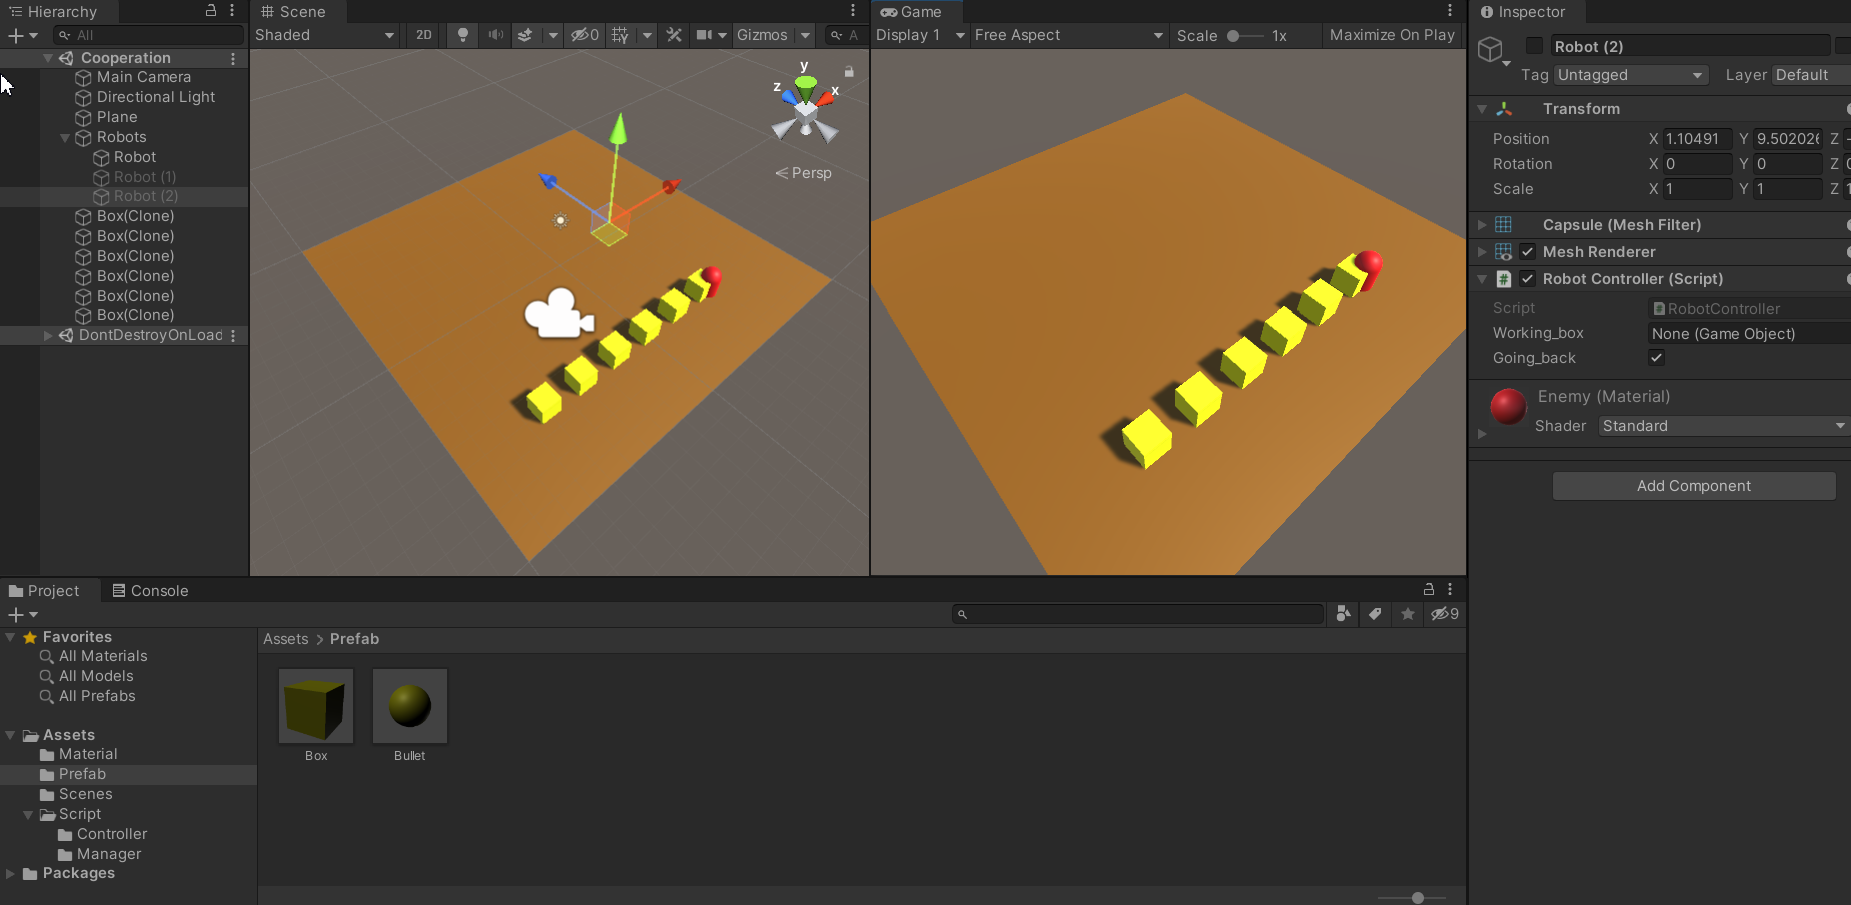 Hierarchy
All
Cooperation
Main Camera
Directional Light
Plane
Robots
Robot
Robot (1)
Robot (2)
Box(Clone)
Box(Clone)
Box(Clone)
Box(Clone)
Box(Clone)
Box(Clone)
DontDestroyOnLoad
Scene
Shaded
2D
0
Gizmos
A
y
z
x
Persp
Game
Display 1
Free Aspect
Scale
1x
Maximize On Play
Inspector
Robot (2)
Tag Untagged
Layer Default
Transform
Position X 1.10491 Y 9.502026 Z -
Rotation X 0 Y 0 Z 0
Scale X 1 Y 1 Z 1
Capsule (Mesh Filter)
Mesh Renderer
# Robot Controller (Script)
Script RobotController
Working_box None (Game Object)
Going_back
Enemy (Material)
Shader Standard
Add Component
Project
Console
9
Favorites
All Materials
All Models
All Prefabs
Assets
Material
Prefab
Scenes
Script
Controller
Manager
Packages
Assets > Prefab
Box
Bullet